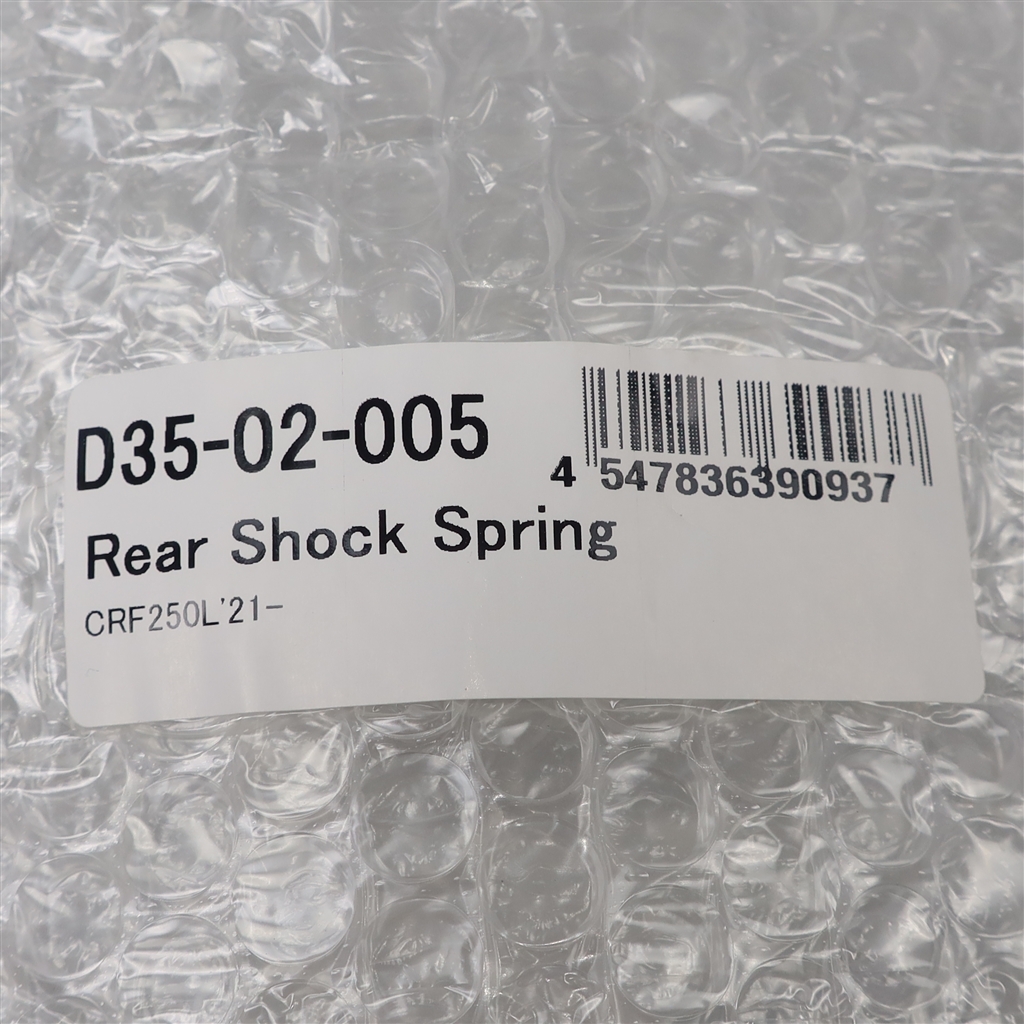 D35-02-005
4 547836390937
Rear Shock Spring
CRF250L'21-